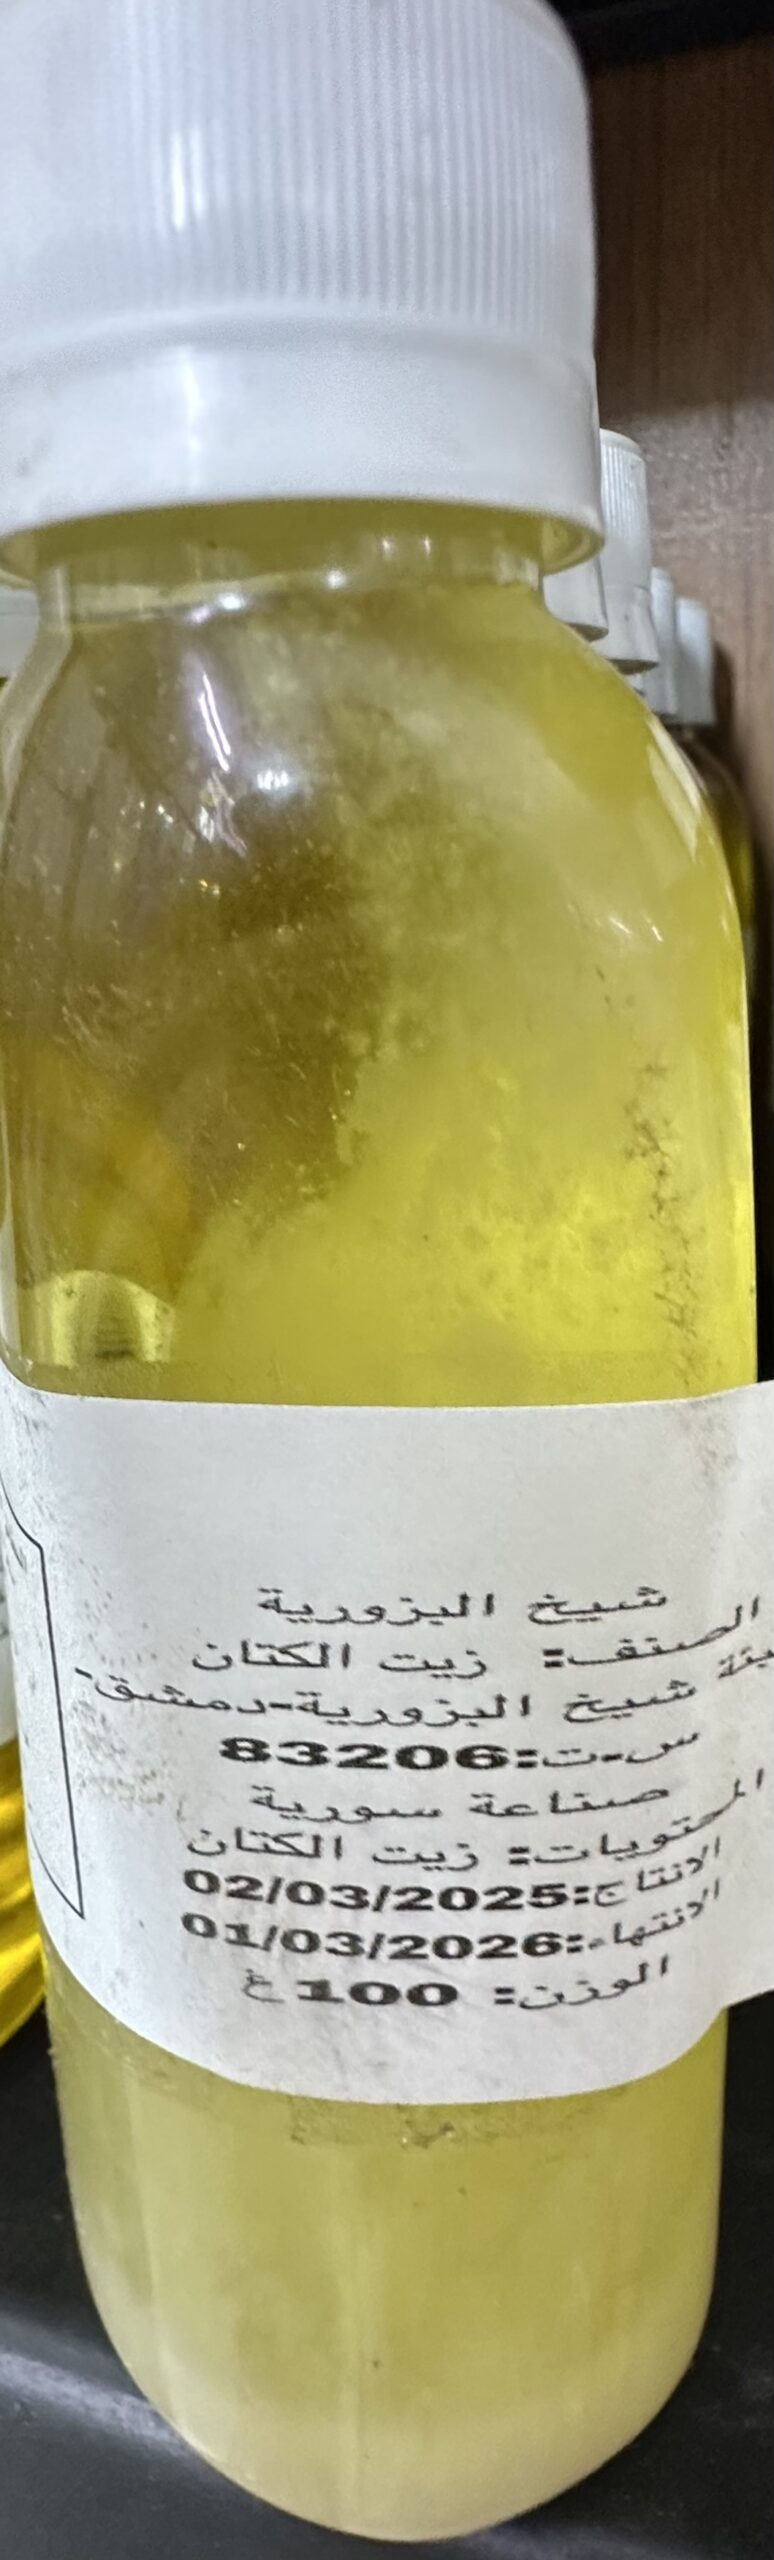 شيخ البزورية
الصنف: زيت الكتان
شيخ البزورية-دمشق-
س-ت:83206
صناعة سورية
المحتويات: زيت الكتان
الانتاج:02/03/2025
الانتهاء:01/03/2026
الوزن: 100 غ